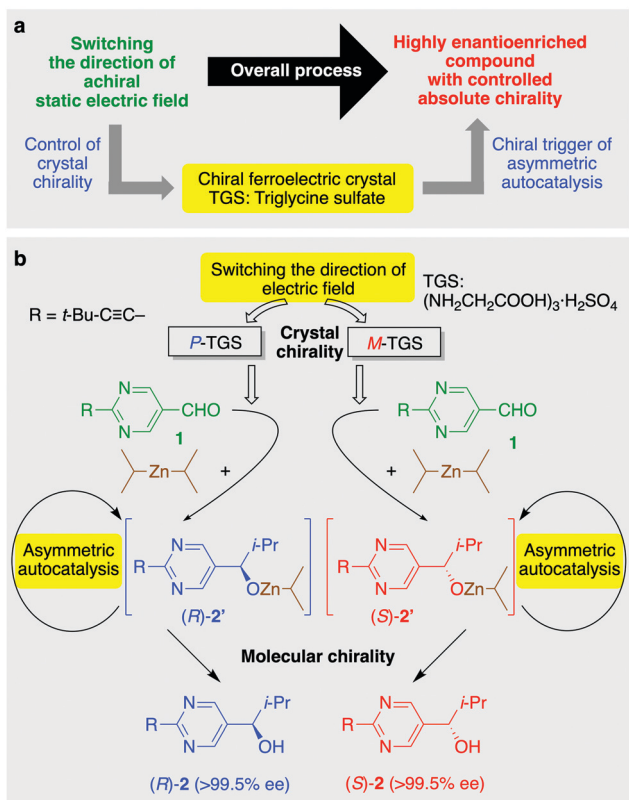 a
Switching
the direction of
achiral
static electric field
Overall process
Highly enantioenriched
compound
with controlled
absolute chirality
Control of
crystal
chirality
Chiral ferroelectric crystal
TGS: Triglycine sulfate
Chiral trigger of
asymmetric
autocatalysis
b
Switching the direction of
electric field
TGS:
(NH₂CH₂COOH)₃·H₂SO₄
R = t-Bu-C≡C–
P-TGS
Crystal
chirality
M-TGS
N
R
N
CHO
1
Zn
+
N
R
N
CHO
1
+
Zn
Asymmetric
autocatalysis
N
R
N
i-Pr
OZn
(R)-2’
N
R
N
i-Pr
OZn
(S)-2’
Asymmetric
autocatalysis
Molecular chirality
N
R
N
i-Pr
OH
(R)-2 (>99.5% ee)
N
R
N
i-Pr
OH
(S)-2 (>99.5% ee)